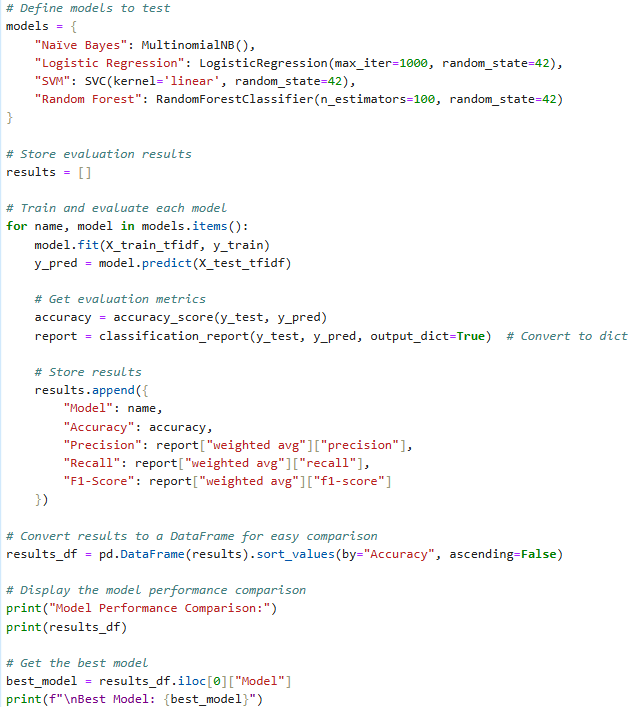 # Define models to test
models = {
    "Naïve Bayes": MultinomialNB(),
    "Logistic Regression": LogisticRegression(max_iter=1000, random_state=42),
    "SVM": SVC(kernel='linear', random_state=42),
    "Random Forest": RandomForestClassifier(n_estimators=100, random_state=42)
}

# Store evaluation results
results = []

# Train and evaluate each model
for name, model in models.items():
    model.fit(X_train_tfidf, y_train)
    y_pred = model.predict(X_test_tfidf)

    # Get evaluation metrics
    accuracy = accuracy_score(y_test, y_pred)
    report = classification_report(y_test, y_pred, output_dict=True)  # Convert to dict

    # Store results
    results.append({
        "Model": name,
        "Accuracy": accuracy,
        "Precision": report["weighted avg"]["precision"],
        "Recall": report["weighted avg"]["recall"],
        "F1-Score": report["weighted avg"]["f1-score"]
    })

# Convert results to a DataFrame for easy comparison
results_df = pd.DataFrame(results).sort_values(by="Accuracy", ascending=False)

# Display the model performance comparison
print("Model Performance Comparison:")
print(results_df)

# Get the best model
best_model = results_df.iloc[0]["Model"]
print(f"\nBest Model: {best_model}")